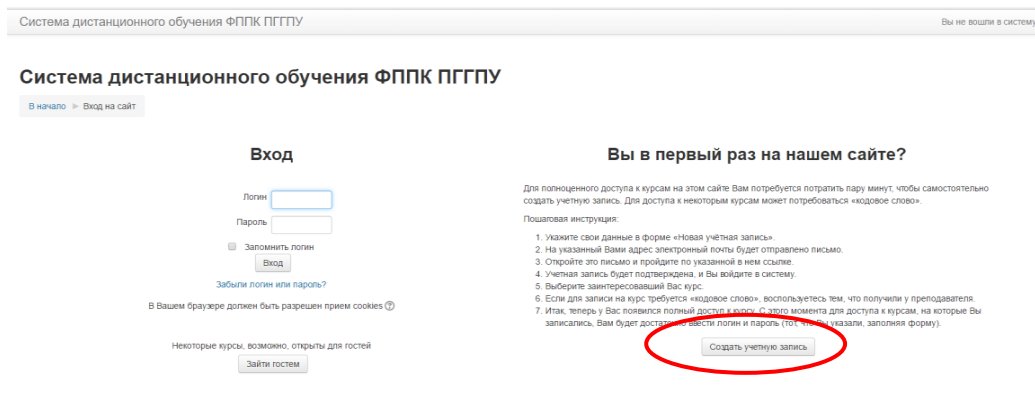 Система дистанционного обучения ФППК ПГГПУ
Вы не вошли в систему
Система дистанционного обучения ФППК ПГГПУ
В начало ► Вход на сайт
Вход
Логин
Пароль
Запомнить логин
Вход
Забыли логин или пароль?
В Вашем браузере должен быть разрешен прием cookies
Некоторые курсы, возможно, открыты для гостей
Зайти гостем
Вы в первый раз на нашем сайте?
Для полноценного доступа к курсам на этом сайте Вам потребуется потратить пару минут, чтобы самостоятельно
создать учетную запись. Для доступа к некоторым курсам может потребоваться «кодовое слово».
Пошаговая инструкция:
1. Укажите свои данные в форме «Новая учётная запись».
2. На указанный Вами адрес электронный почты будет отправлено письмо.
3. Откройте это письмо и пройдите по указанной в нем ссылке.
4. Учетная запись будет подтверждена, и Вы войдите в систему.
5. Выберите заинтересовавший Вас курс.
6. Если для записи на курс требуется «кодовое слово», воспользуетесь тем, что получили у преподавателя.
7. Итак, теперь у Вас появился полный доступ к курсу. С этого момента для доступа к курсам, на которые Вы
записались, Вам будет достаточно ввести логин и пароль (тот, что Вы указали, заполняя форму).
Создать учетную запись